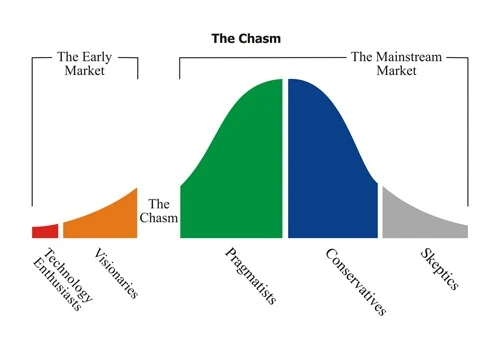 The Chasm
The Early
Market
The Mainstream
Market
The
Chasm
Technology
Enthusiasts
Visionaries
Pragmatists
Conservatives
Skeptics